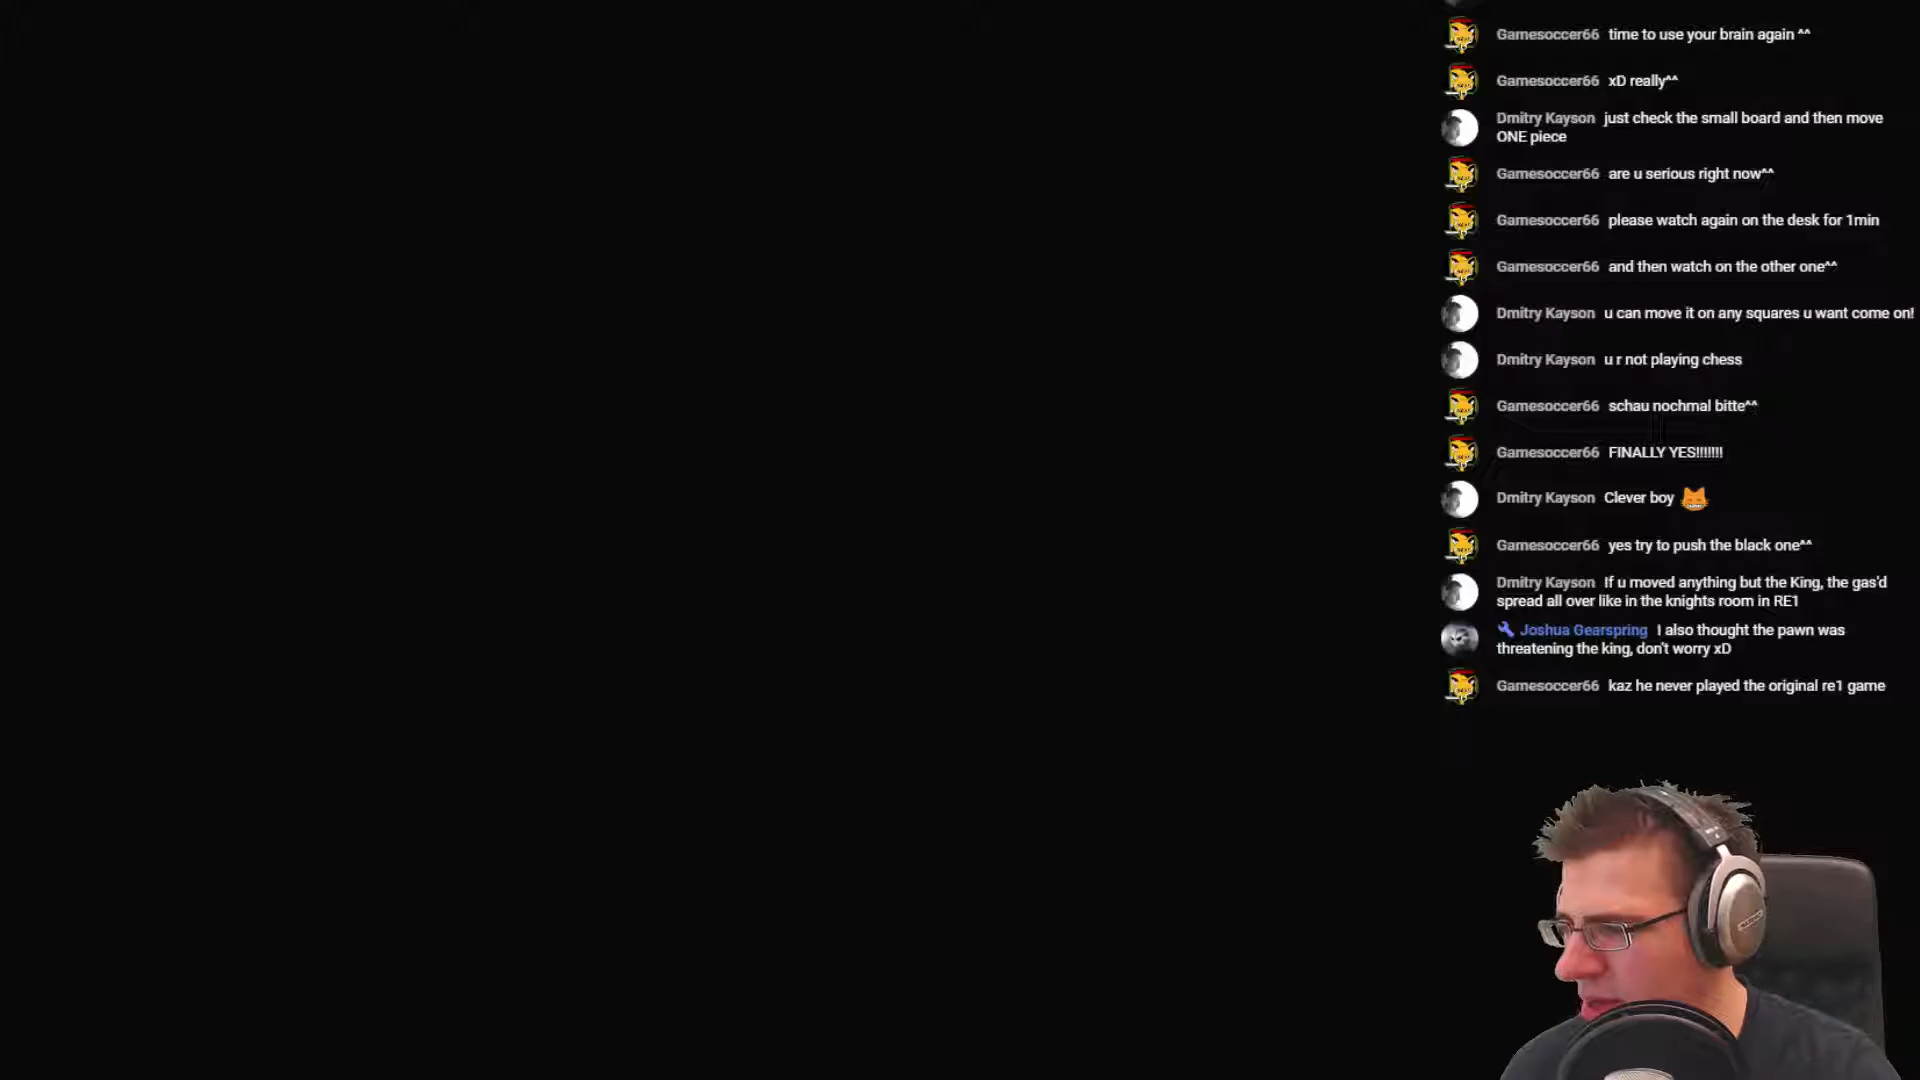 Gamesoccer66 time to use your brain again ^^
Gamesoccer66 xD really^^
Dmitry Kayson just check the small board and then move
ONE piece
Gamesoccer66 are u serious right now^^
Gamesoccer66 please watch again on the desk for 1min
Gamesoccer66 and then watch on the other one^^
Dmitry Kayson u can move it on any squares u want come on!
Dmitry Kayson u r not playing chess
Gamesoccer66 schau nochmal bitte^^
Gamesoccer66 FINALLY YES!!!!!!!
Dmitry Kayson Clever boy
Gamesoccer66 yes try to push the black one^^
Dmitry Kayson If u moved anything but the King, the gas'd
spread all over like in the knights room in RE1
Joshua Gearspring I also thought the pawn was
threatening the king, don't worry xD
Gamesoccer66 kaz he never played the original re1 game